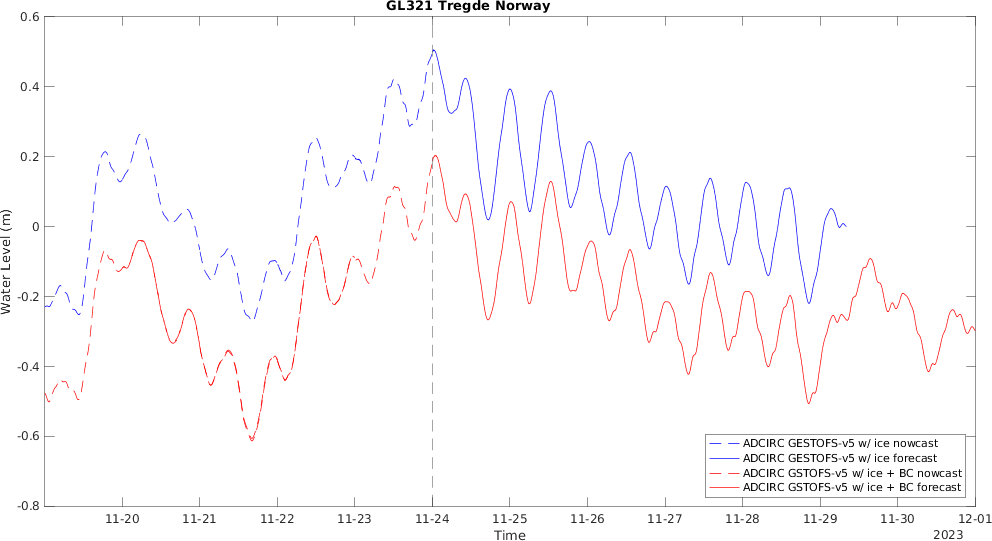 GL321 Tregde Norway
0.6
0.4
0.2
0
-0.2
-0.4
-0.6
-0.8
Water Level (m)
11-20 11-21 11-22 11-23 11-24 11-25 11-26 11-27 11-28 11-29 11-30 12-01
Time
2023
ADCIRC GESTOFS-v5 w/ ice nowcast
ADCIRC GESTOFS-v5 w/ ice forecast
ADCIRC GSTOFS-v5 w/ ice + BC nowcast
ADCIRC GSTOFS-v5 w/ ice + BC forecast